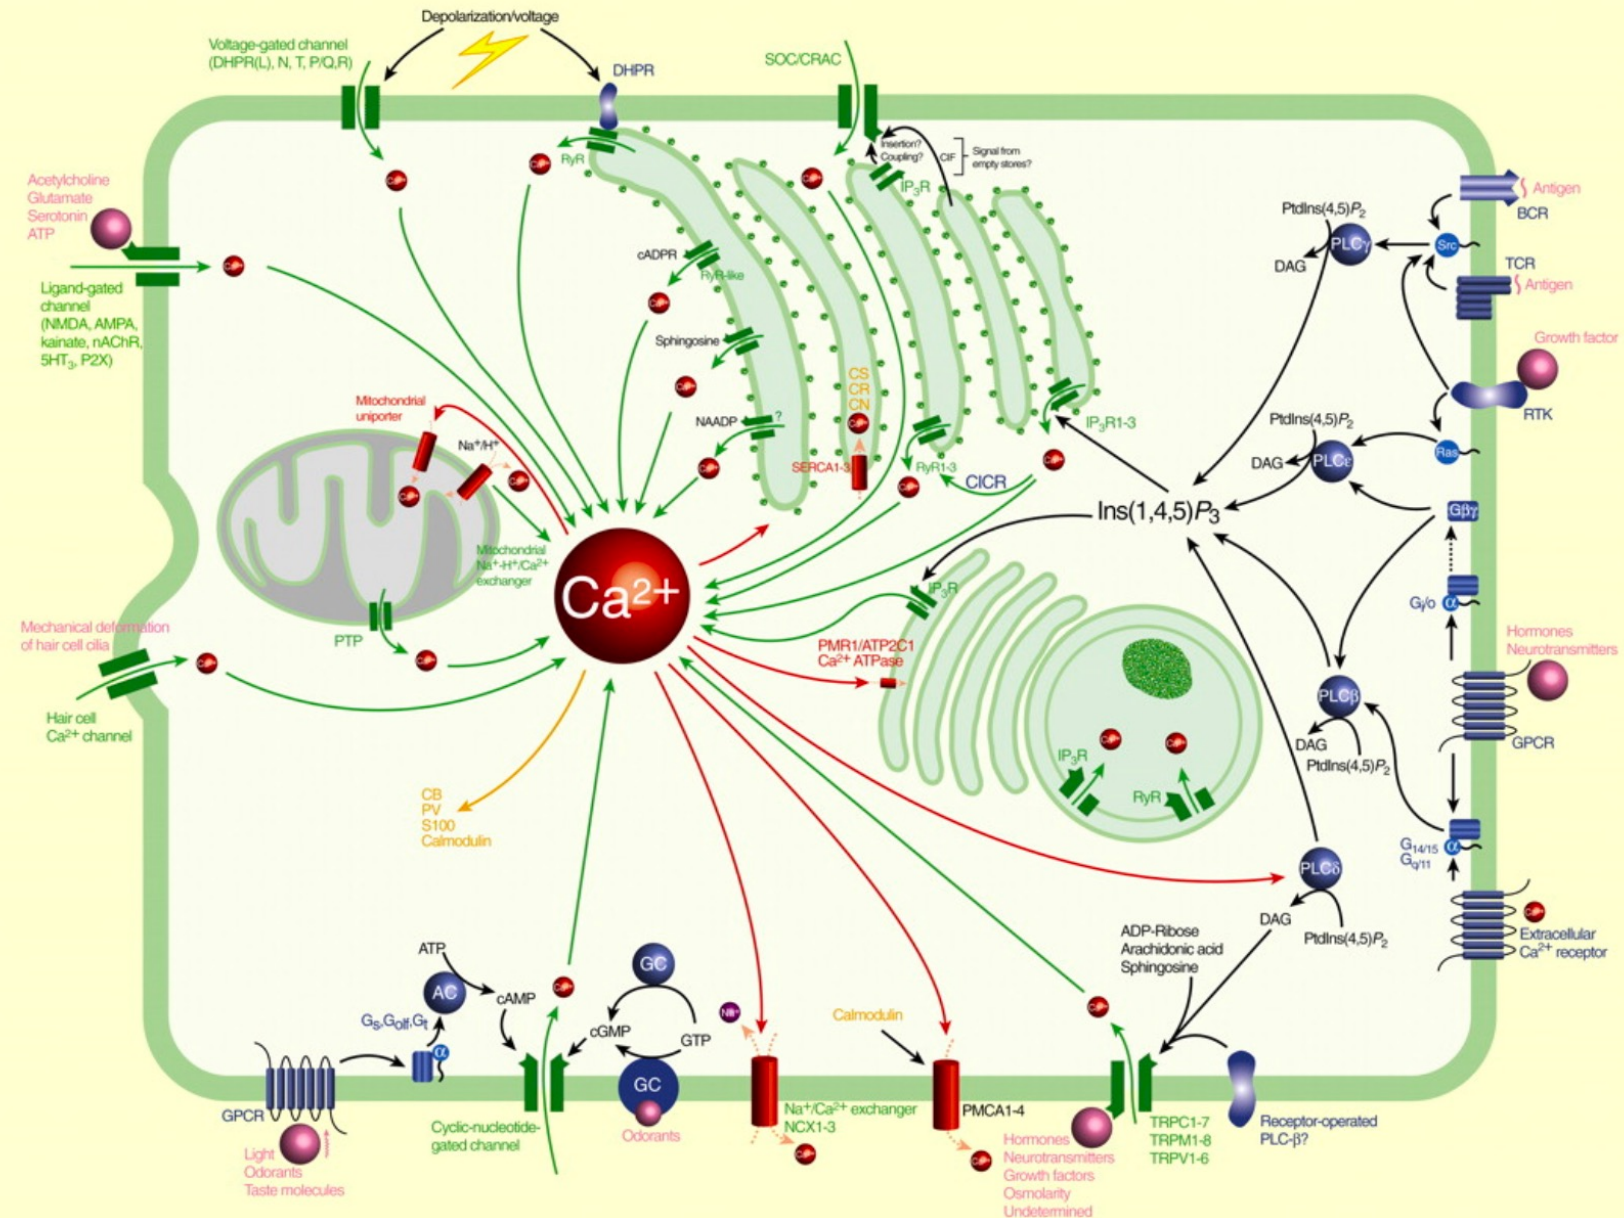 Depolarization/voltage
Voltage-gated channel
(DHPR(L), N, T, P/Q,R)
DHPR
SOC/CRAC
RyR
Insertion?
Coupling?
CIF
Signal from
empty stores?
IP3R
Acetylcholine
Glutamate
Serotonin
ATP
Ligand-gated
channel
(NMDA, AMPA,
kainate, nAChR,
5HT3, P2X)
cADPR
RyR-like
Sphingosine
NAADP
?
CS
CR
CN
SERCA1-3
RyR1-3
CICR
IP3R1-3
PtdIns(4,5)P2
PLCγ
DAG
Src
Antigen
BCR
TCR
Antigen
Growth factor
RTK
PtdIns(4,5)P2
PLCε
DAG
Ras
Gβγ
Ins(1,4,5)P3
Mitochondrial
uniporter
Na+/H+
Mitochondrial
Na+-H+/Ca2+
exchanger
PTP
Ca2+
IP3R
PMR1/ATP2C1
Ca2+ ATPase
Gi/o
α
Hormones
Neurotransmitters
GPCR
PLCβ
DAG
PtdIns(4,5)P2
Mechanical deformation
of hair cell cilia
Hair cell
Ca2+ channel
IP3R
RyR
CB
PV
S100
Calmodulin
G14/15
Gq/11
α
PLCδ
DAG
PtdIns(4,5)P2
Extracellular
Ca2+ receptor
ADP-Ribose
Arachidonic acid
Sphingosine
ATP
AC
cAMP
Gs,Golf,Gt
α
GC
cGMP
GTP
GC
Odorants
GPCR
Light
Odorants
Taste molecules
Cyclic-nucleotide-
gated channel
Na+/Ca2+ exchanger
NCX1-3
Calmodulin
PMCA1-4
Hormones
Neurotransmitters
Growth factors
Osmolarity
Undetermined
TRPC1-7
TRPM1-8
TRPV1-6
Receptor-operated
PLC-β?